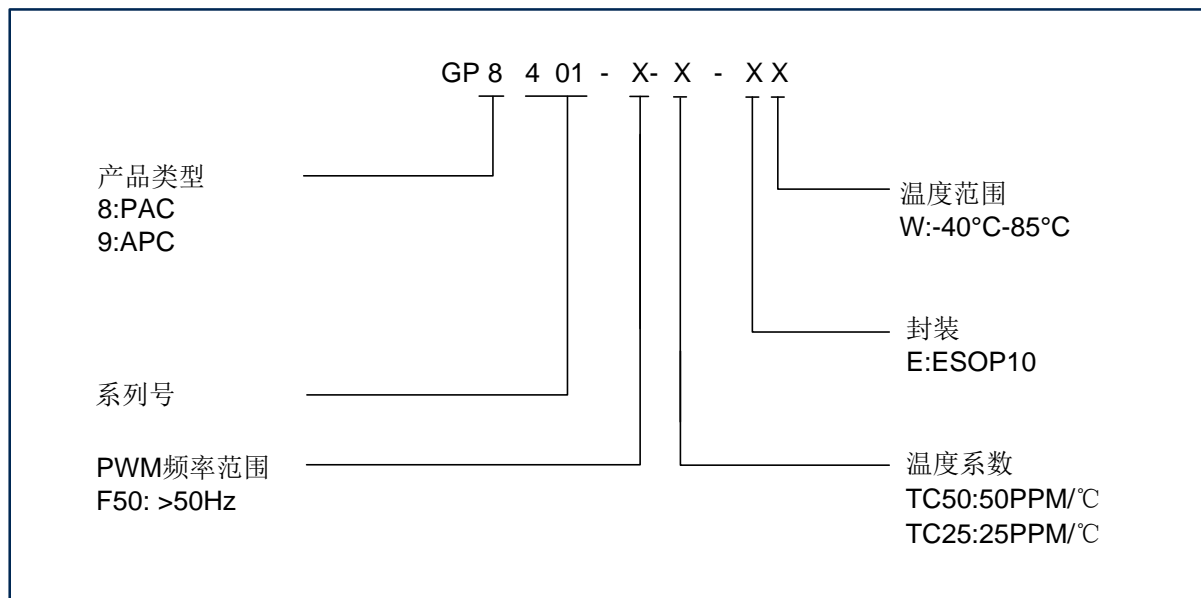 GP 8 4 01 - X- X - X X
产品类型
8:PAC
9:APC
系列号
PWM频率范围
F50: >50Hz
温度范围
W:-40°C-85°C
封装
E:ESOP10
温度系数
TC50:50PPM/℃
TC25:25PPM/℃